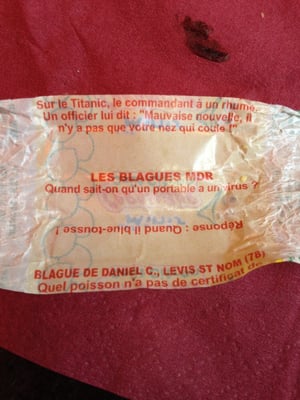 Sur le Titanic, le commandant à un rhume.
Un officier lui dit : "Mauvaise nouvelle, il
n'y a pas que votre nez qui coule !"
LES BLAGUES MDR
Quand sait-on qu'un portable a un virus ?
Réponse : Quand il blue-tousse !
BLAGUE DE DANIEL C., LEVIS ST NOM (78)
Quel poisson n'a pas de certificat de